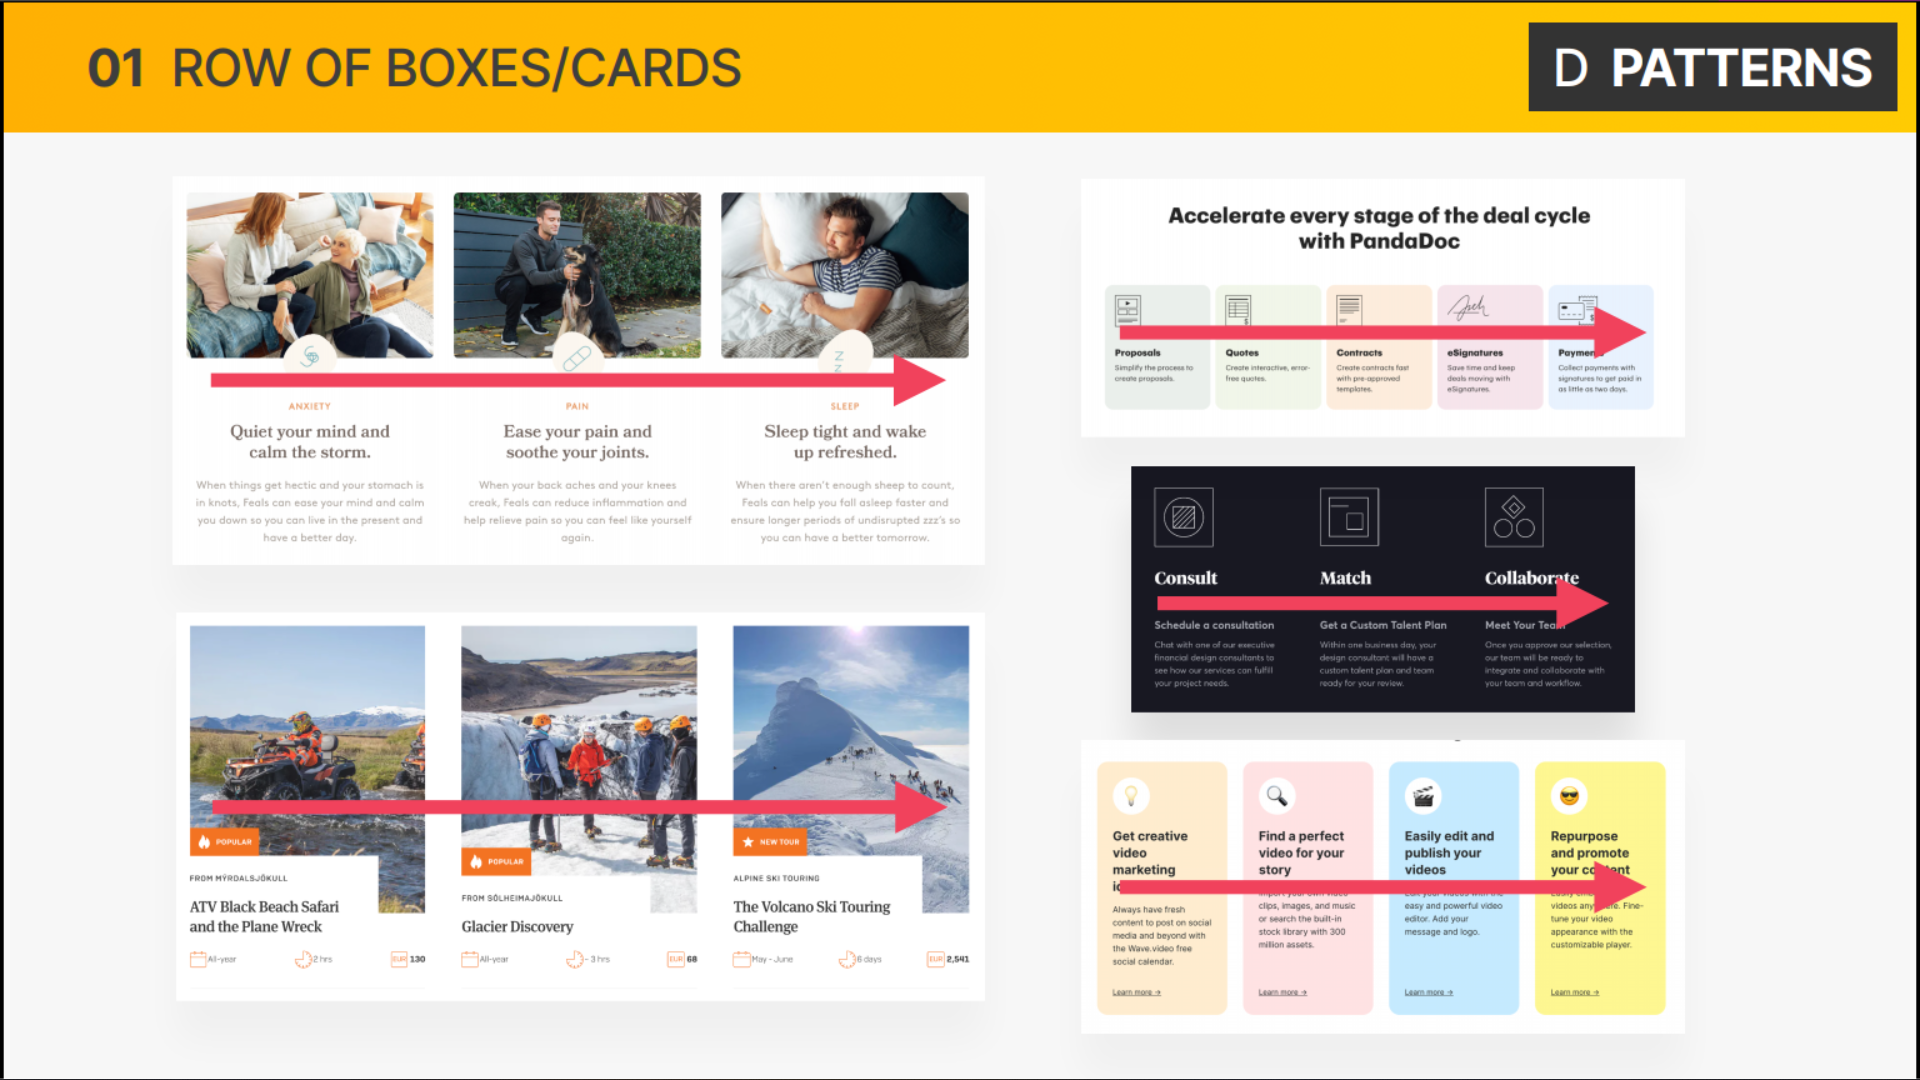 01 ROW OF BOXES/CARDS
D PATTERNS
ANXIETY
Quiet your mind and
calm the storm.
When things get hectic and your stomach is
in knots, Feals can ease your mind and calm
you down so you can live in the present and
have a better day.
PAIN
Ease your pain and
soothe your joints.
When your back aches and your knees
creak, Feals can reduce inflammation and
help relieve pain so you can feel like yourself
again.
SLEEP
Sleep tight and wake
up refreshed.
When there aren't enough sheep to count,
Feals can help you fall asleep faster and
ensure longer periods of undisrupted zzz's so
you can have a better tomorrow.
POPULAR
FROM MÝRDALSJÖKULL
ATV Black Beach Safari
and the Plane Wreck
All-year
2 hrs
EUR 130
POPULAR
FROM SÓLHEIMAJÖKULL
Glacier Discovery
All-year
- 3 hrs
EUR 68
NEW TOUR
ALPINE SKI TOURING
The Volcano Ski Touring
Challenge
May - June
6 days
EUR 2,541
Accelerate every stage of the deal cycle
with PandaDoc
Proposals
Simplify the process to
create proposals.
Quotes
Create interactive, error-
free quotes.
Contracts
Create contracts fast
with pre-approved
templates.
eSignatures
Save time and keep
deals moving with
eSignatures.
Collect payments with
signatures to get paid in
as little as two days.
Consult
Schedule a consultation
Chat with one of our executive
financial design consultants to
see how our services can fulfill
your project needs.
Match
Get a Custom Talent Plan
Within one business day, your
design consultant will have a
custom talent plan and team
ready for your review.
Collaborate
Meet Your Team
Once you approve our selection,
our team will be ready to
integrate and collaborate with
your team and workflow.
Get creative
video
marketing
Always have fresh
content to post on social
media and beyond with
the Wave.video free
social calendar.
Learn more →
Find a perfect
video for your
story
clips, images, and music
or search the built-in
stock library with 300
million assets.
Learn more →
Easily edit and
publish your
videos
easy and powerful video
editor. Add your
message and logo.
Learn more →
Repurpose
and promote
your content
videos anywhere. Fine-
tune your video
appearance with the
customizable player.
Learn more →